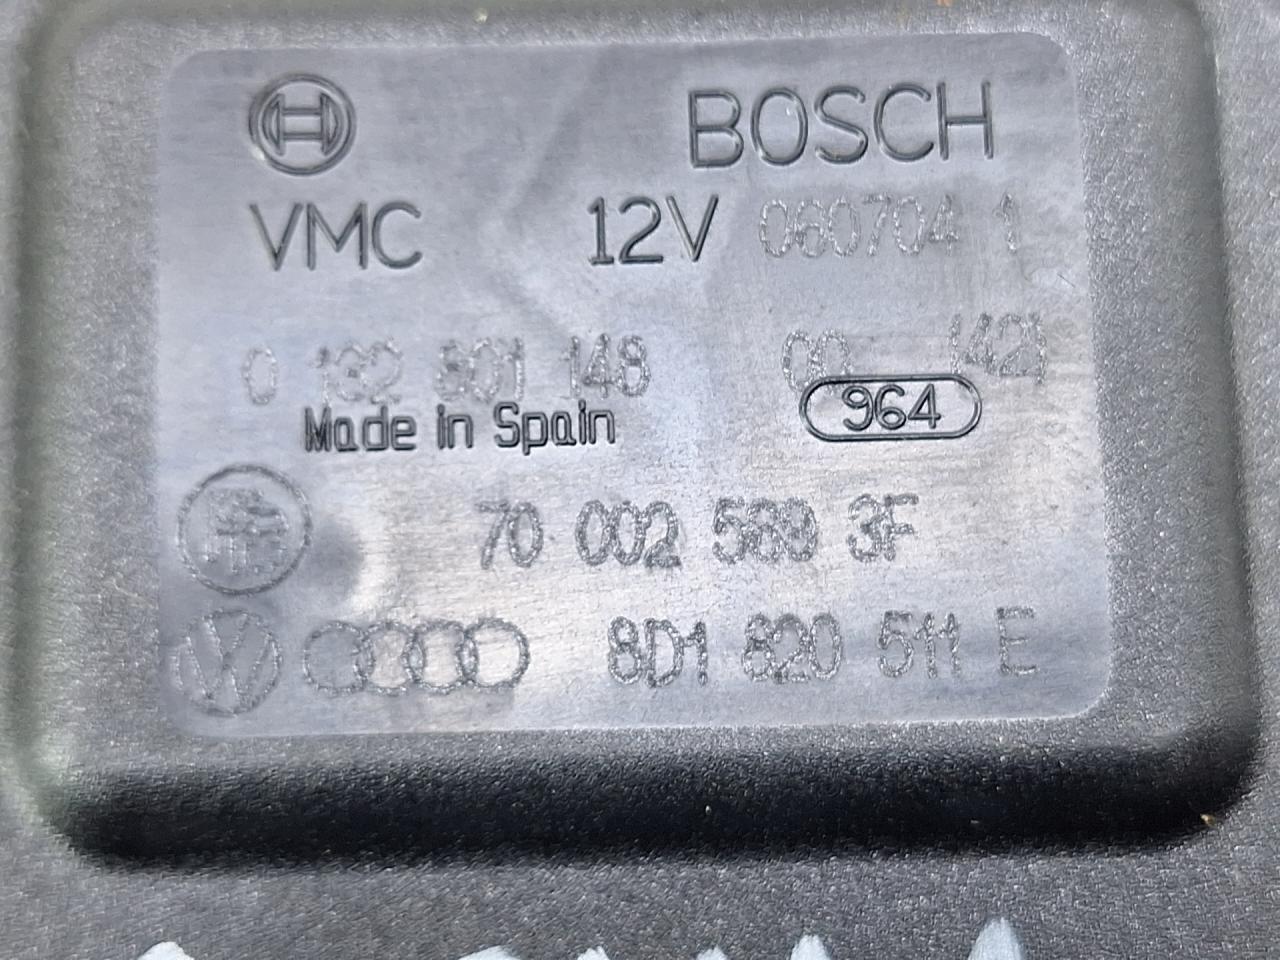 BOSCH
VMC 12V 060704 1
0 132 801 148 00 (42)
Made in Spain 964
70 002 569 3F
8D1 820 511 E